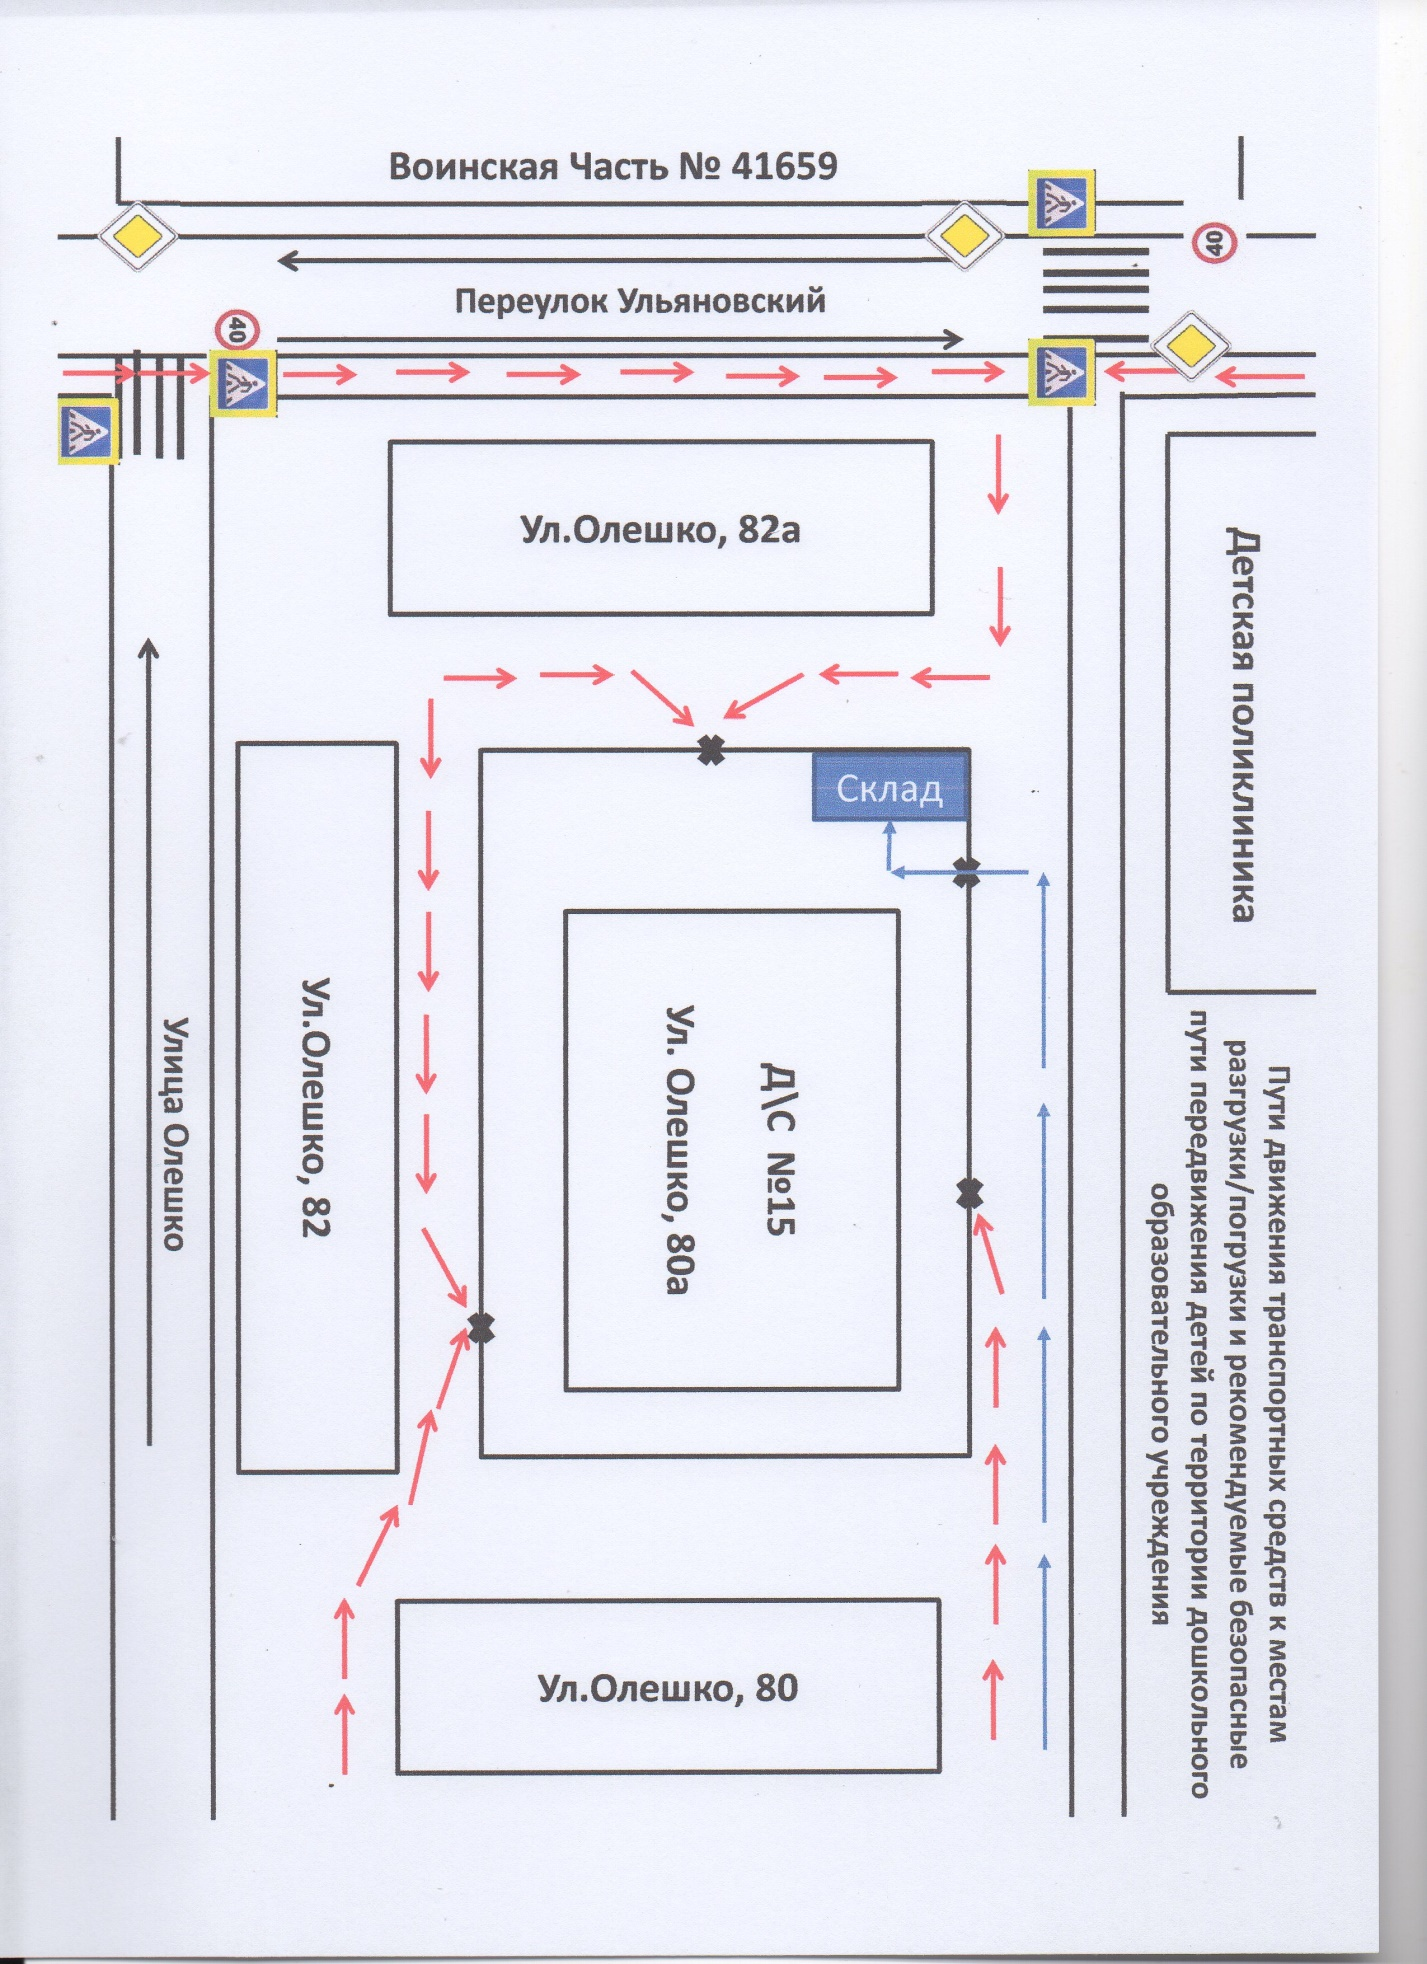 Воинская Часть № 41659
40
Переулок Ульяновский
40
Ул.Олешко, 82а
Детская поликлиника
Склад
Ул.Олешко, 82
Д\С №15
Ул. Олешко, 80а
Улица Олешко
Пути движения транспортных средств к местам
разгрузки/погрузки и рекомендуемые безопасные
пути передвижения детей по территории дошкольного
образовательного учреждения
Ул.Олешко, 80